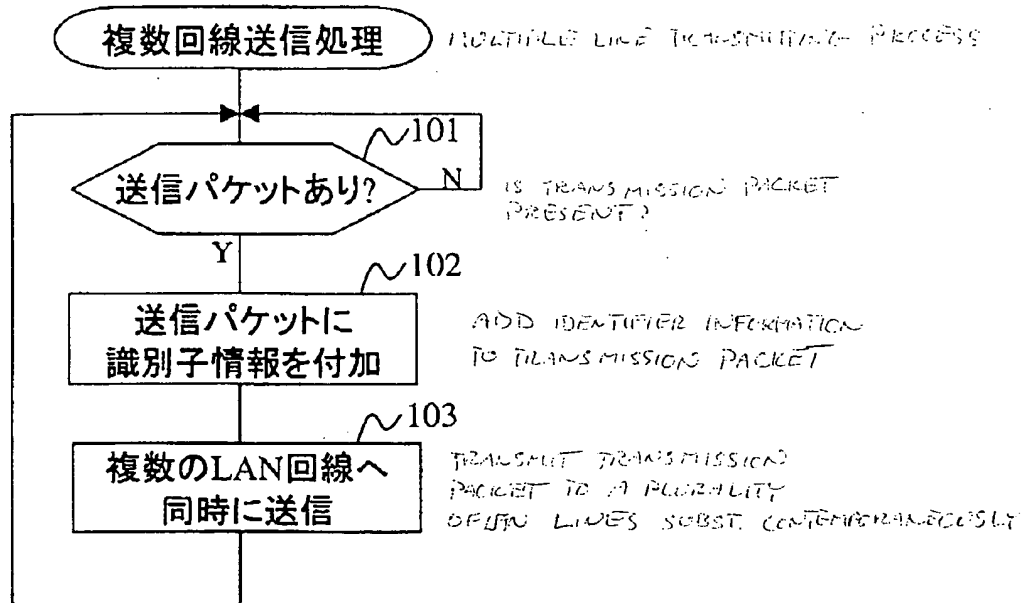 複数回線送信処理 MULTIPLE LINE TRANSMITTING PROCESS
101
送信パケットあり? N
IS TRANSMISSION PACKET
PRESENT?
Y
102
送信パケットに
識別子情報を付加
ADD IDENTIFIER INFORMATION
TO TRANSMISSION PACKET
103
複数のLAN回線へ
同時に送信
TRANSMIT TRANSMISSION
PACKET TO A PLURALITY
OF LAN LINES SUBST. CONTEMPORANEOUSLY